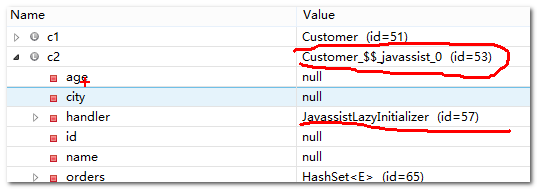 Name Value
c1 Customer (id=51)
c2 Customer_$$_javassist_0 (id=53)
age null
city null
handler JavassistLazyInitializer (id=57)
id null
name null
orders HashSet<E> (id=65)